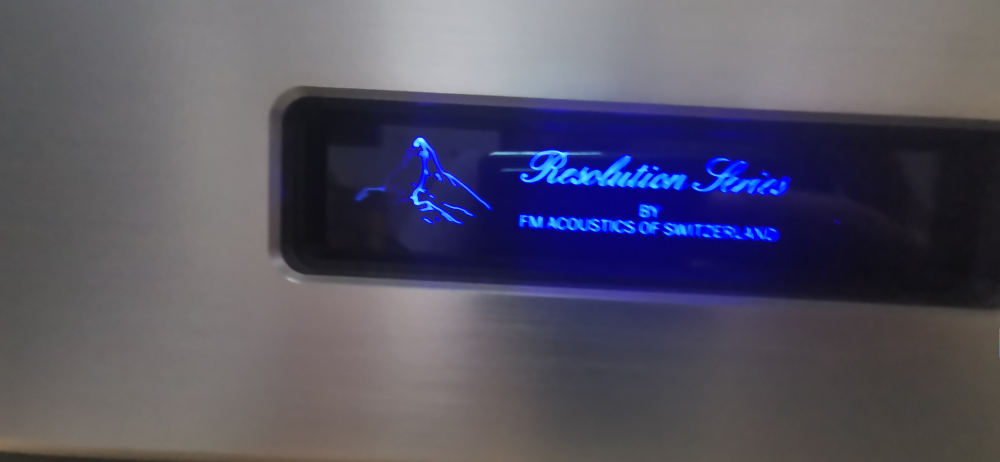 Resolution Series
BY
FM ACOUSTICS OF SWITZERLAND